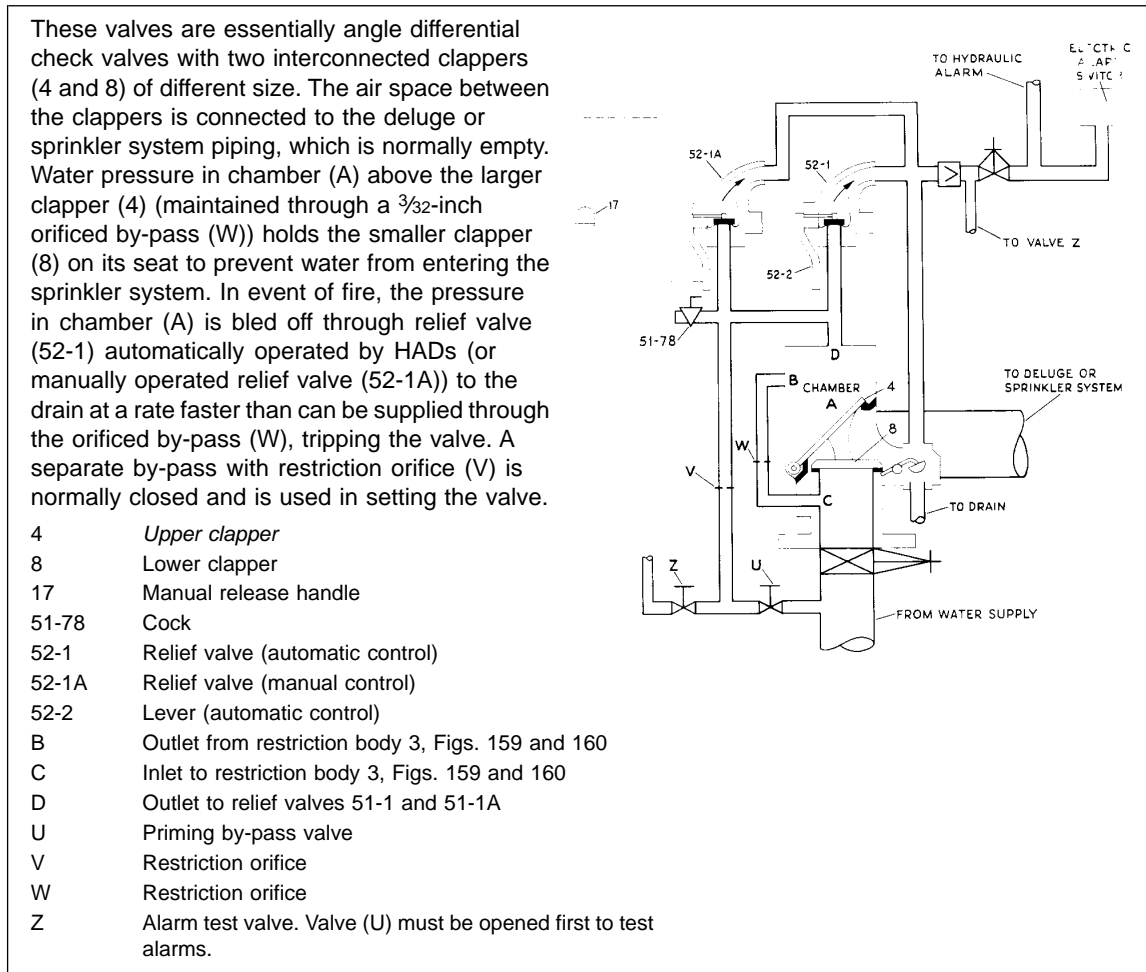 These valves are essentially angle differential
check valves with two interconnected clappers
(4 and 8) of different size. The air space between
the clappers is connected to the deluge or
sprinkler system piping, which is normally empty.
Water pressure in chamber (A) above the larger
clapper (4) (maintained through a 3⁄32-inch
orificed by-pass (W)) holds the smaller clapper
(8) on its seat to prevent water from entering the
sprinkler system. In event of fire, the pressure
in chamber (A) is bled off through relief valve
(52-1) automatically operated by HADs (or
manually operated relief valve (52-1A)) to the
drain at a rate faster than can be supplied through
the orificed by-pass (W), tripping the valve. A
separate by-pass with restriction orifice (V) is
normally closed and is used in setting the valve.
4 Upper clapper
8 Lower clapper
17 Manual release handle
51-78 Cock
52-1 Relief valve (automatic control)
52-1A Relief valve (manual control)
52-2 Lever (automatic control)
B Outlet from restriction body 3, Figs. 159 and 160
C Inlet to restriction body 3, Figs. 159 and 160
D Outlet to relief valves 51-1 and 51-1A
U Priming by-pass valve
V Restriction orifice
W Restriction orifice
Z Alarm test valve. Valve (U) must be opened first to test
alarms.
TO HYDRAULIC
ALARM
52-1A
52-1
17
TO VALVE Z
52-2
51-78
D
B
CHAMBER
A
4
TO DELUGE OR
SPRINKLER SYSTEM
8
W
V
C
TO DRAIN
Z
U
FROM WATER SUPPLY